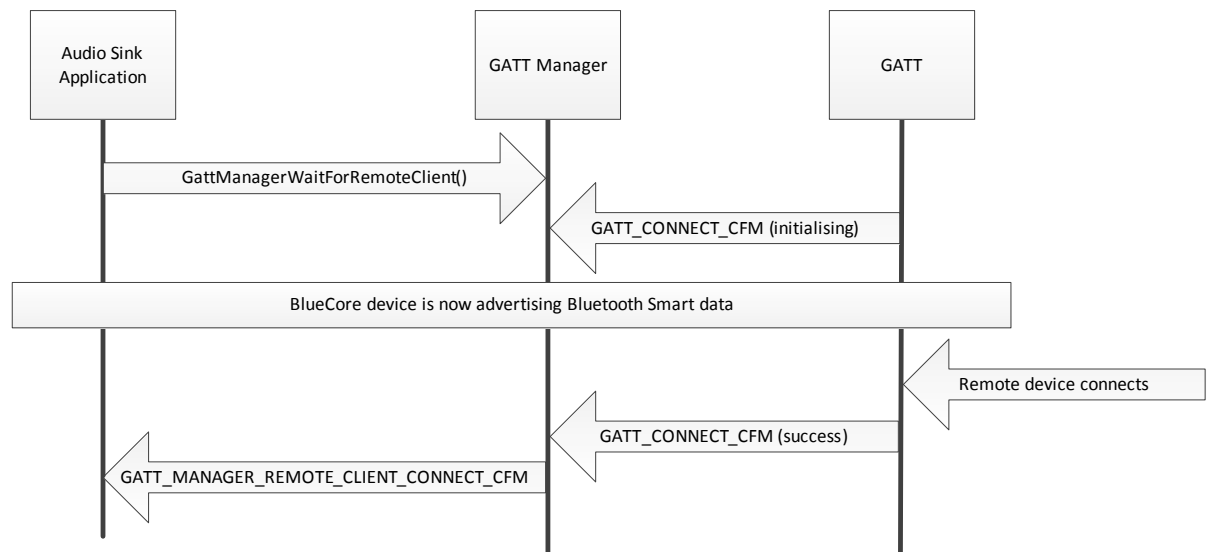 Audio Sink
Application
GATT Manager
GATT
GattManagerWaitForRemoteClient()
GATT_CONNECT_CFM (initialising)
BlueCore device is now advertising Bluetooth Smart data
Remote device connects
GATT_CONNECT_CFM (success)
GATT_MANAGER_REMOTE_CLIENT_CONNECT_CFM